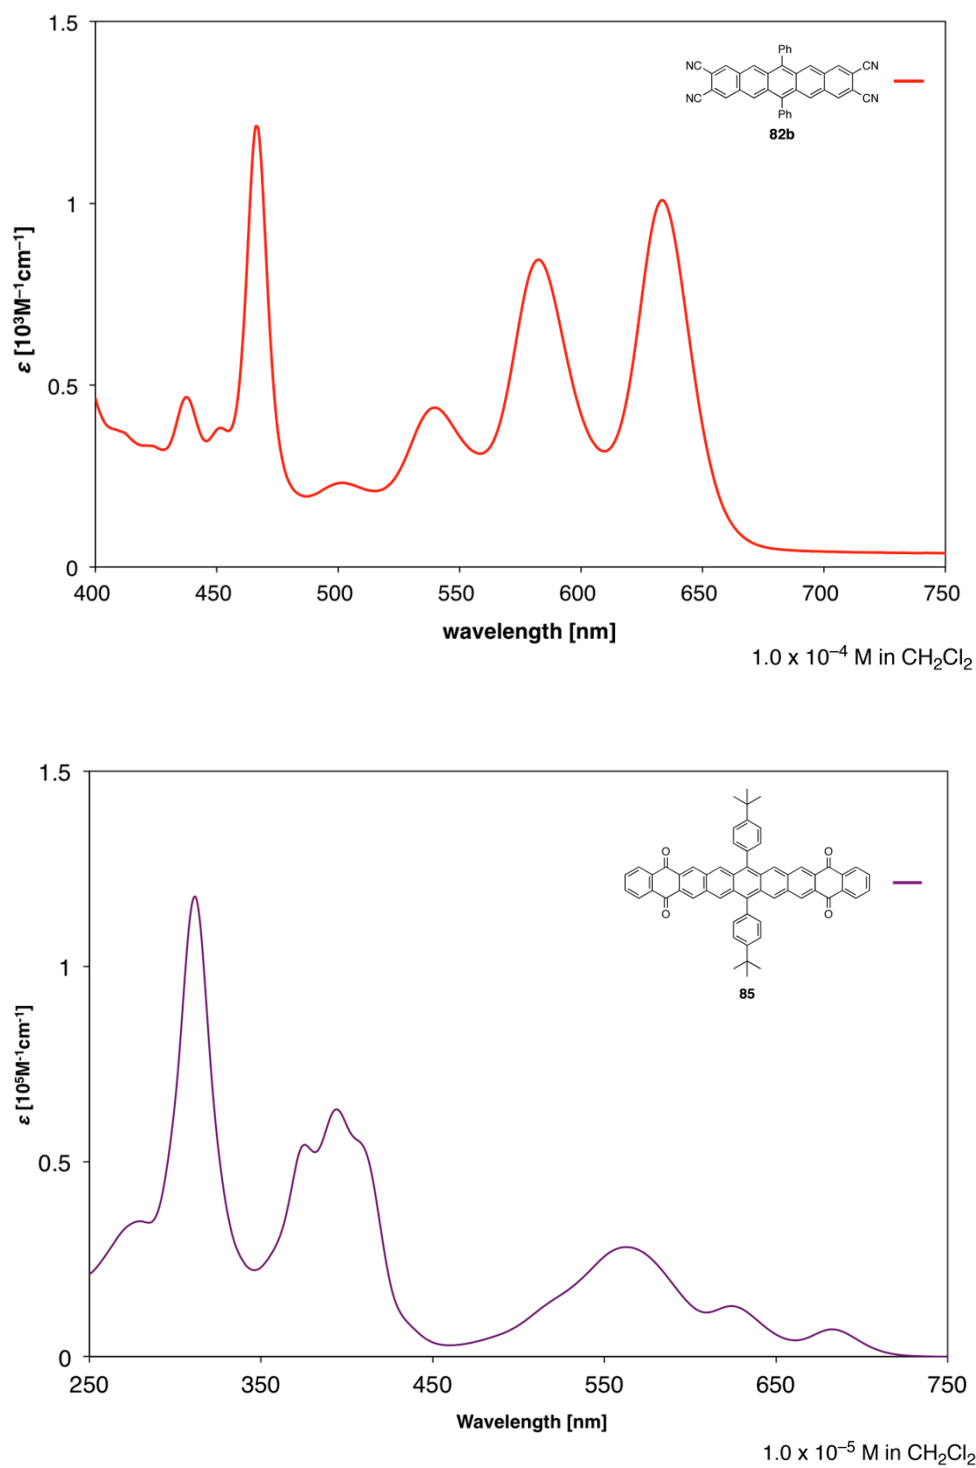 1.5
Ph
NC
CN
NC
CN
Ph
82b
1
ε [10³M⁻¹cm⁻¹]
0.5
0
400 450 500 550 600 650 700 750
wavelength [nm]
1.0 x 10⁻⁴ M in CH₂Cl₂
1.5
O
O
O
O
85
1
ε [10⁵M⁻¹cm⁻¹]
0.5
0
250 350 450 550 650 750
Wavelength [nm]
1.0 x 10⁻⁵ M in CH₂Cl₂